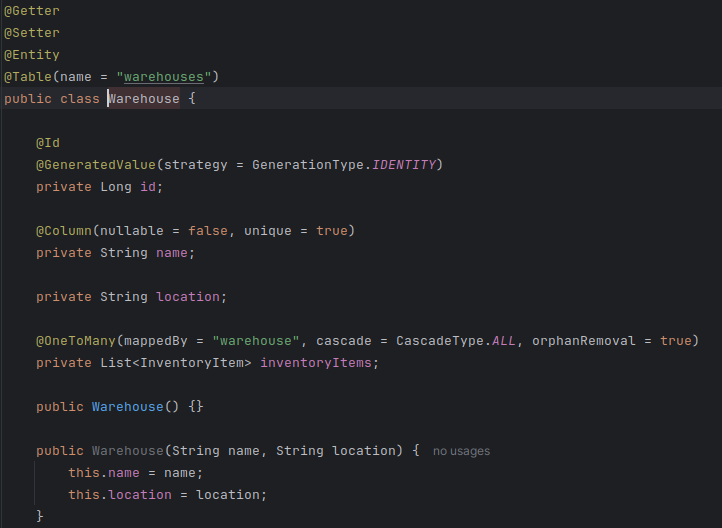 @Getter
@Setter
@Entity
@Table(name = "warehouses")
public class Warehouse {
@Id
@GeneratedValue(strategy = GenerationType.IDENTITY)
private Long id;
@Column(nullable = false, unique = true)
private String name;
private String location;
@OneToMany(mappedBy = "warehouse", cascade = CascadeType.ALL, orphanRemoval = true)
private List<InventoryItem> inventoryItems;
public Warehouse() {}
public Warehouse(String name, String location) { no usages
this.name = name;
this.location = location;
}